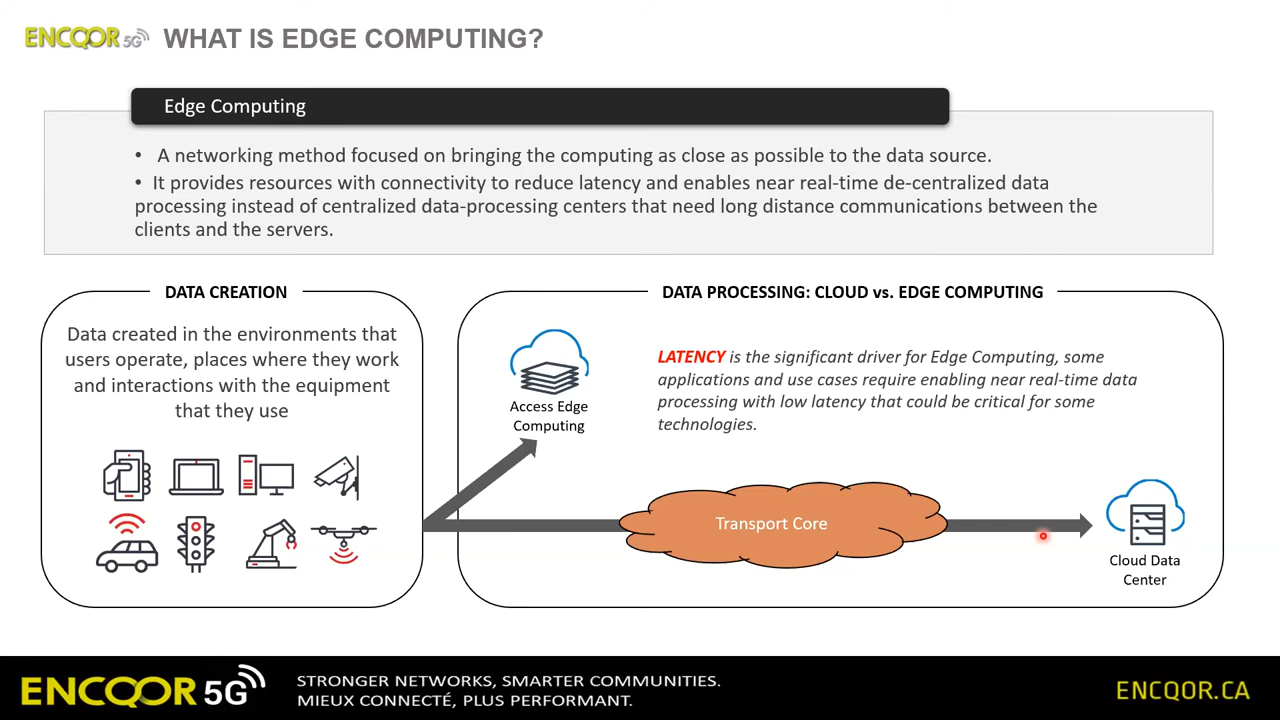 ENCQOR 5G WHAT IS EDGE COMPUTING?
Edge Computing
• A networking method focused on bringing the computing as close as possible to the data source.
• It provides resources with connectivity to reduce latency and enables near real-time de-centralized data
processing instead of centralized data-processing centers that need long distance communications between the
clients and the servers.
DATA CREATION
Data created in the environments that
users operate, places where they work
and interactions with the equipment
that they use
DATA PROCESSING: CLOUD vs. EDGE COMPUTING
Access Edge
Computing
LATENCY is the significant driver for Edge Computing, some
applications and use cases require enabling near real-time data
processing with low latency that could be critical for some
technologies.
Transport Core
Cloud Data
Center
ENCQOR 5G
STRONGER NETWORKS, SMARTER COMMUNITIES.
MIEUX CONNECTÉ, PLUS PERFORMANT.
ENCQOR.CA